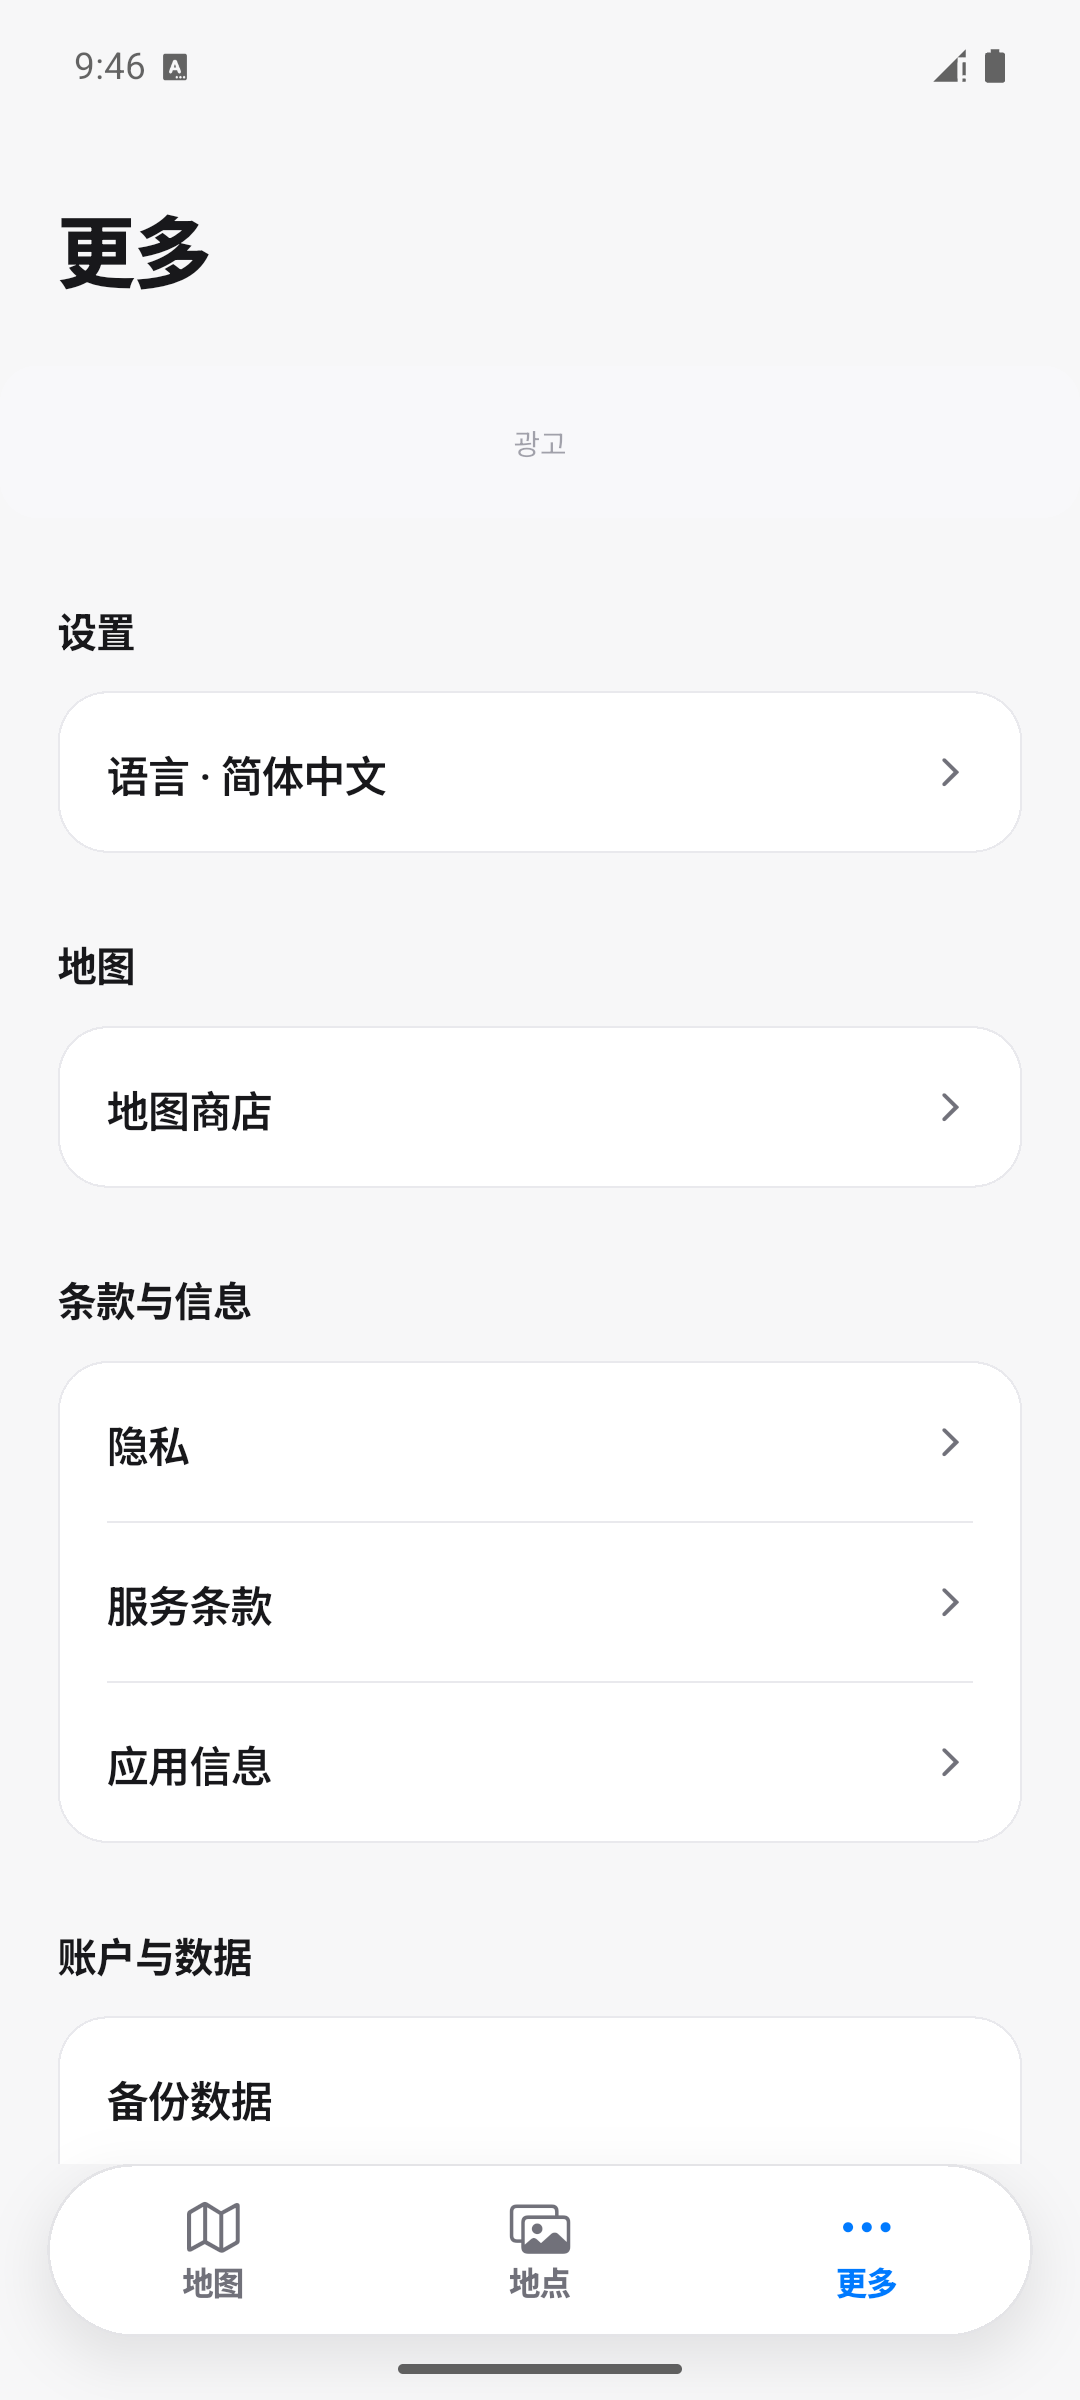 9:46
更多
광고
设置
语言 · 简体中文
地图
地图商店
条款与信息
隐私
服务条款
应用信息
账户与数据
备份数据
地图
地点
更多